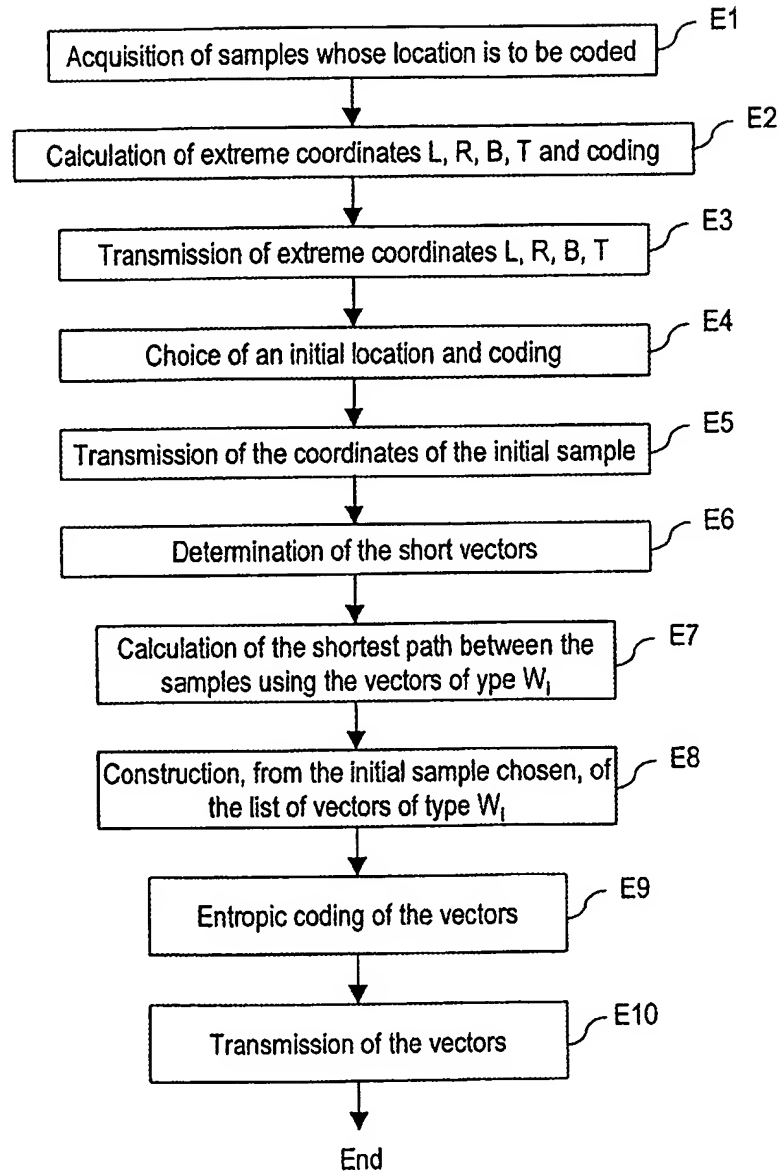 E1
Acquisition of samples whose location is to be coded
E2
Calculation of extreme coordinates L, R, B, T and coding
E3
Transmission of extreme coordinates L, R, B, T
E4
Choice of an initial location and coding
E5
Transmission of the coordinates of the initial sample
E6
Determination of the short vectors
E7
Calculation of the shortest path between the
samples using the vectors of ype Wi
E8
Construction, from the initial sample chosen, of
the list of vectors of type Wi
E9
Entropic coding of the vectors
E10
Transmission of the vectors
End